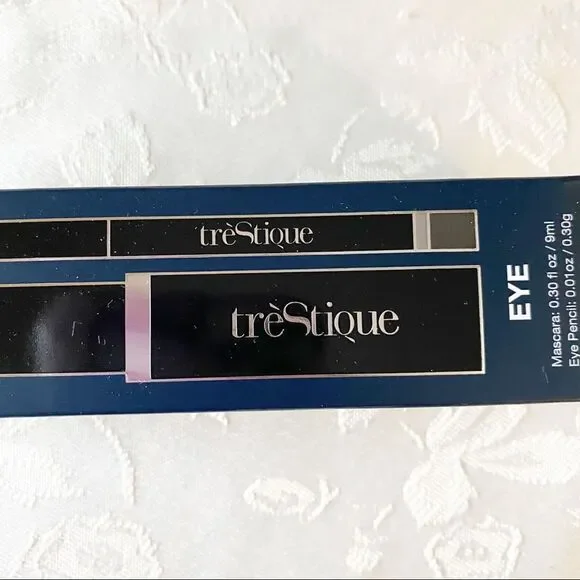 trèStique
trèStique
EYE
Mascara: 0.30 fl oz / 9ml
Eye Pencil: 0.01oz / 0.30g